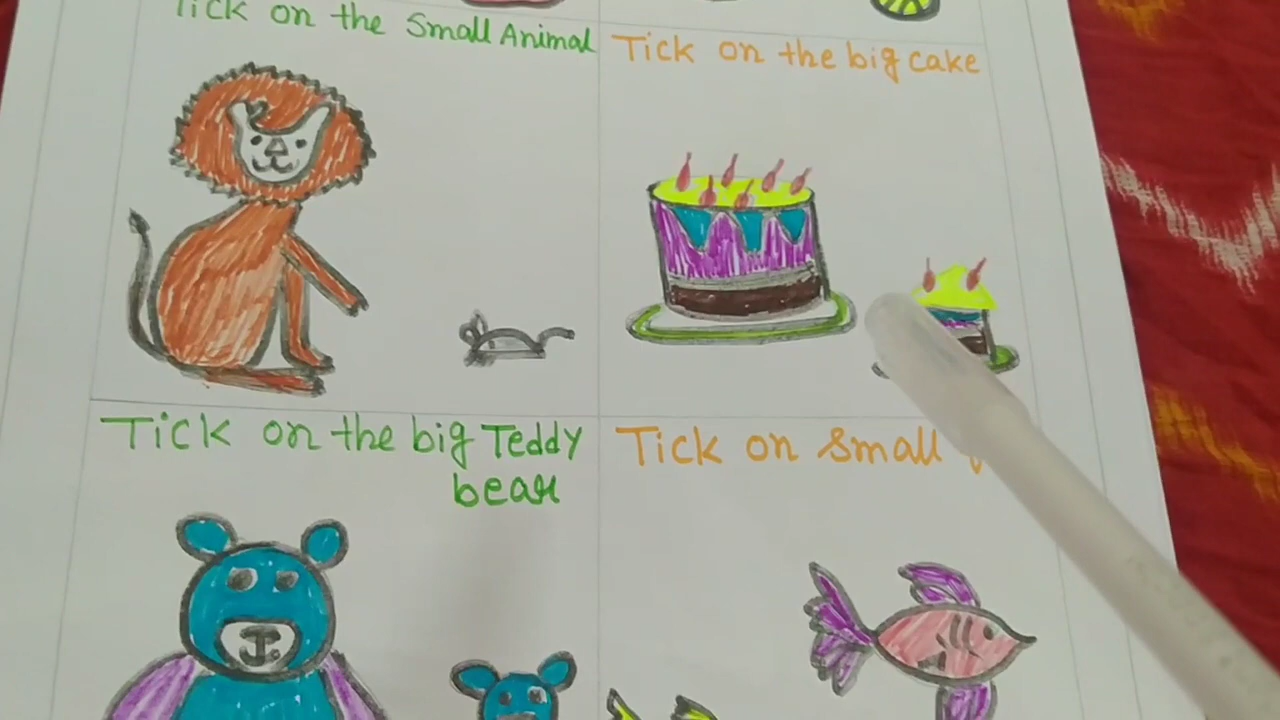 Tick on the Small Animal
Tick on the big cake
Tick on the big Teddy
bear
Tick on Small